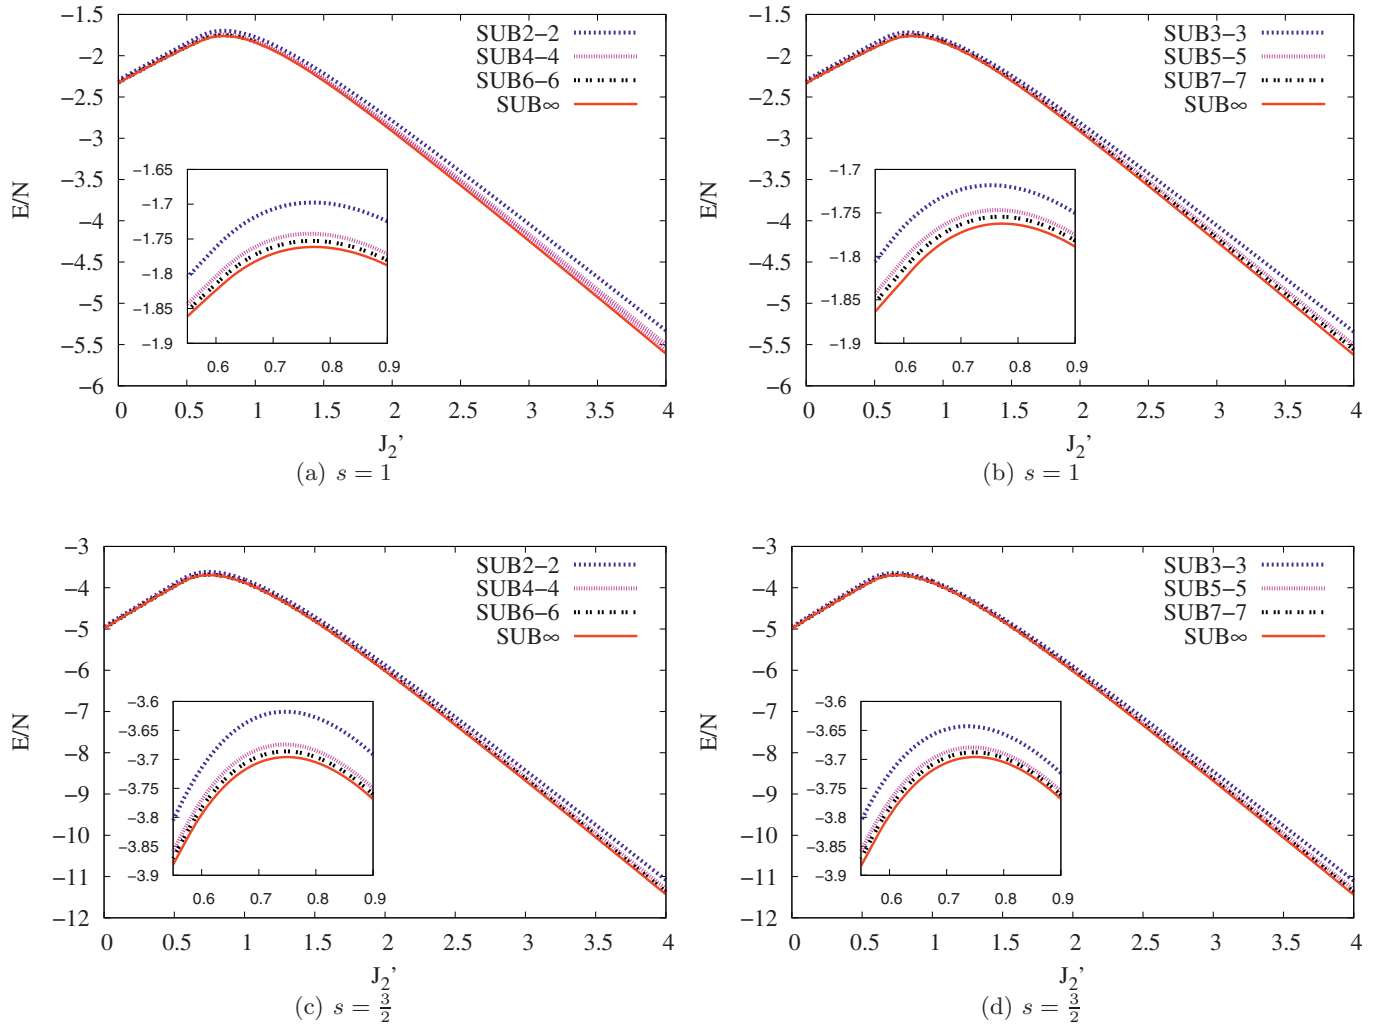 −1.5
−2
−2.5
−3
−3.5
−4
−4.5
−5
−5.5
−6
E/N
0 0.5 1 1.5 2 2.5 3 3.5 4
J2'
SUB2−2
SUB4−4
SUB6−6
SUB∞
−1.65
−1.7
−1.75
−1.8
−1.85
−1.9
0.6 0.7 0.8 0.9
(a) s = 1
−1.5
−2
−2.5
−3
−3.5
−4
−4.5
−5
−5.5
−6
E/N
0 0.5 1 1.5 2 2.5 3 3.5 4
J2'
SUB3−3
SUB5−5
SUB7−7
SUB∞
−1.7
−1.75
−1.8
−1.85
−1.9
0.6 0.7 0.8 0.9
(b) s = 1
−3
−4
−5
−6
−7
−8
−9
−10
−11
−12
E/N
0 0.5 1 1.5 2 2.5 3 3.5 4
J2'
SUB2−2
SUB4−4
SUB6−6
SUB∞
−3.6
−3.65
−3.7
−3.75
−3.8
−3.85
−3.9
0.6 0.7 0.8 0.9
(c) s = 3/2
−3
−4
−5
−6
−7
−8
−9
−10
−11
−12
E/N
0 0.5 1 1.5 2 2.5 3 3.5 4
J2'
SUB3−3
SUB5−5
SUB7−7
SUB∞
−3.6
−3.65
−3.7
−3.75
−3.8
−3.85
−3.9
0.6 0.7 0.8 0.9
(d) s = 3/2